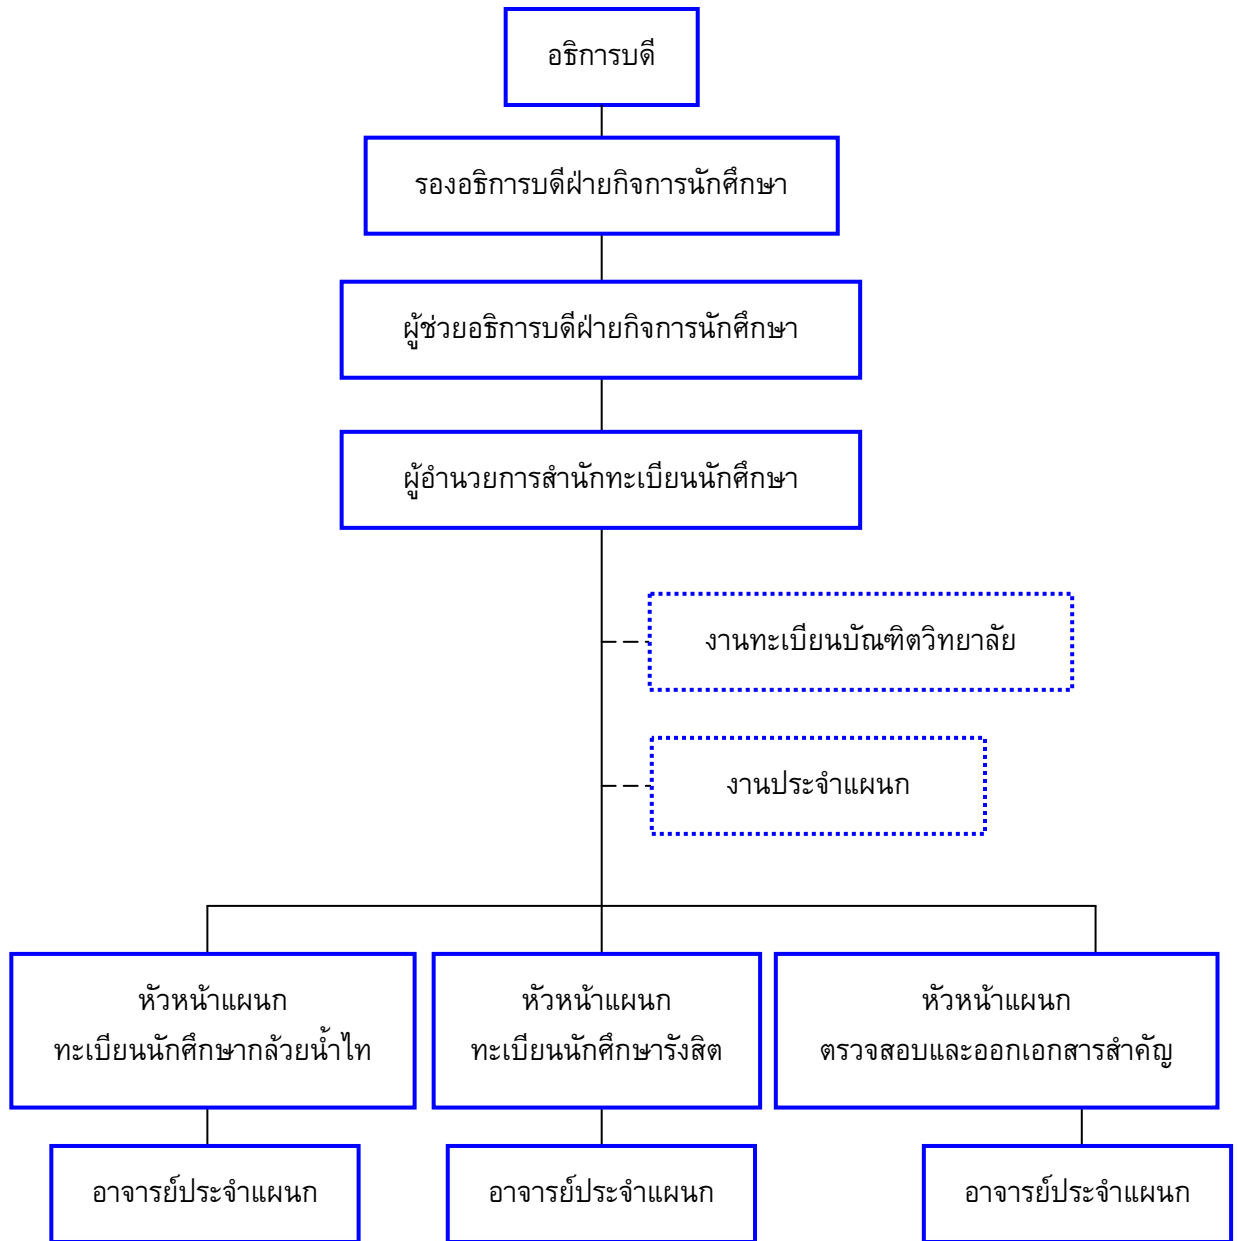 อธิการบดี
รองอธิการบดีฝ่ายกิจการนักศึกษา
ผู้ช่วยอธิการบดีฝ่ายกิจการนักศึกษา
ผู้อำนวยการสำนักทะเบียนนักศึกษา
งานทะเบียนบัณฑิตวิทยาลัย
งานประจำแผนก
หัวหน้าแผนก
ทะเบียนนักศึกษากล้วยน้ำไท
หัวหน้าแผนก
ทะเบียนนักศึกษารังสิต
หัวหน้าแผนก
ตรวจสอบและออกเอกสารสำคัญ
อาจารย์ประจำแผนก
อาจารย์ประจำแผนก
อาจารย์ประจำแผนก